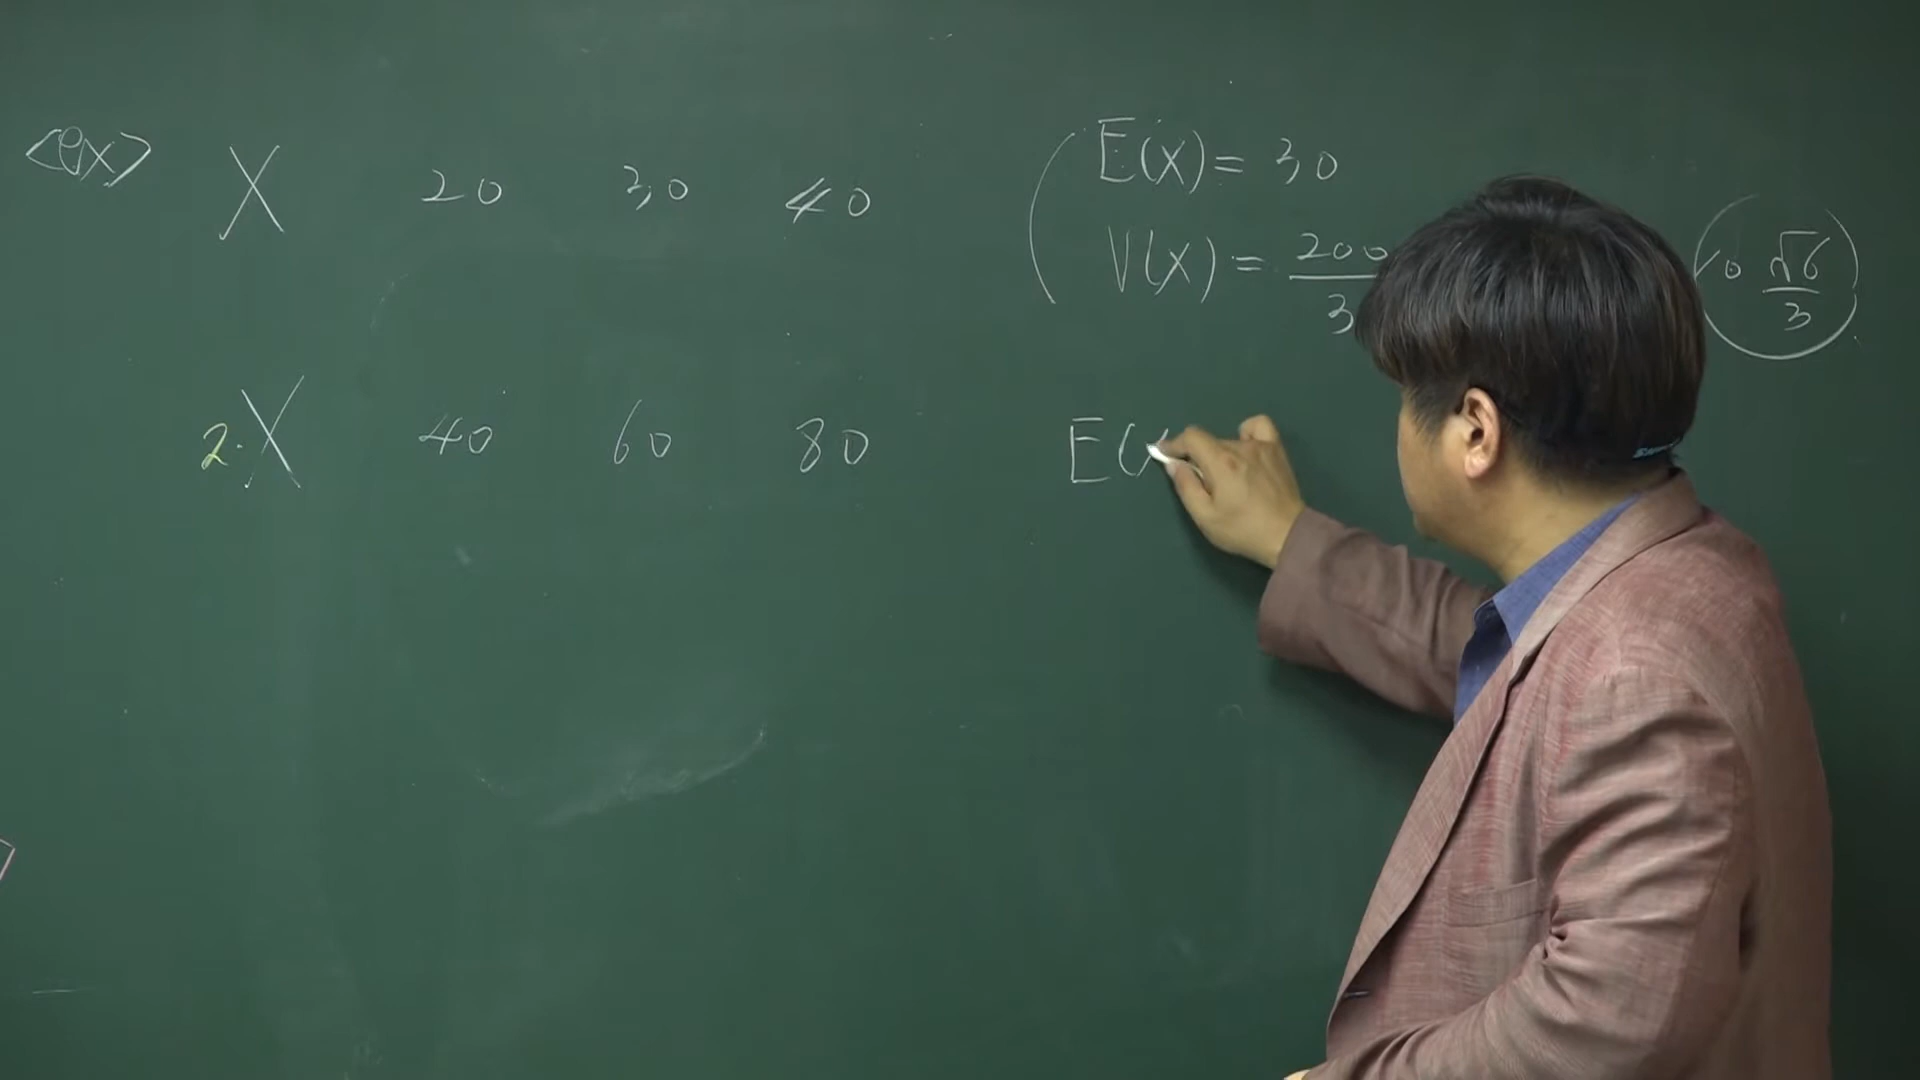 <ex> X 20 30 40
E(X) = 30
V(X) = 200/3
10 √6/3
2·X 40 60 80
E(